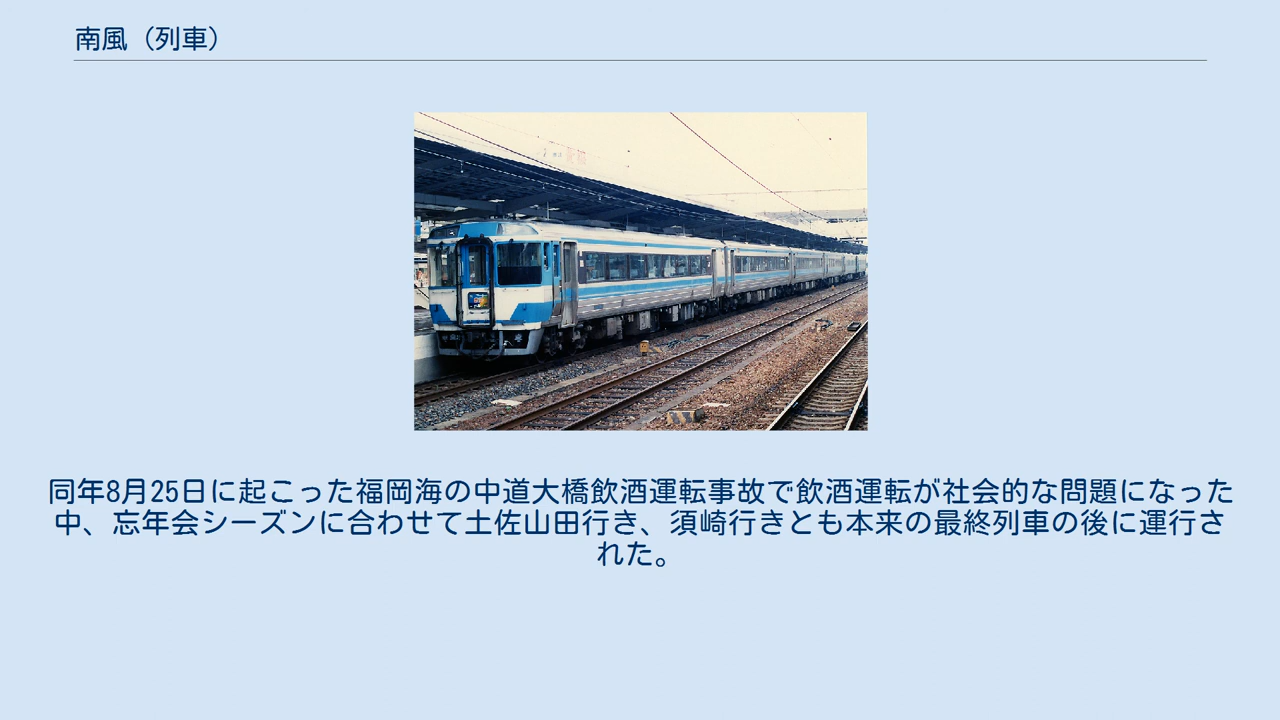 南風（列車）
同年8月25日に起こった福岡海の中道大橋飲酒運転事故で飲酒運転が社会的な問題になった
中、忘年会シーズンに合わせて土佐山田行き、須崎行きとも本来の最終列車の後に運行さ
れた。